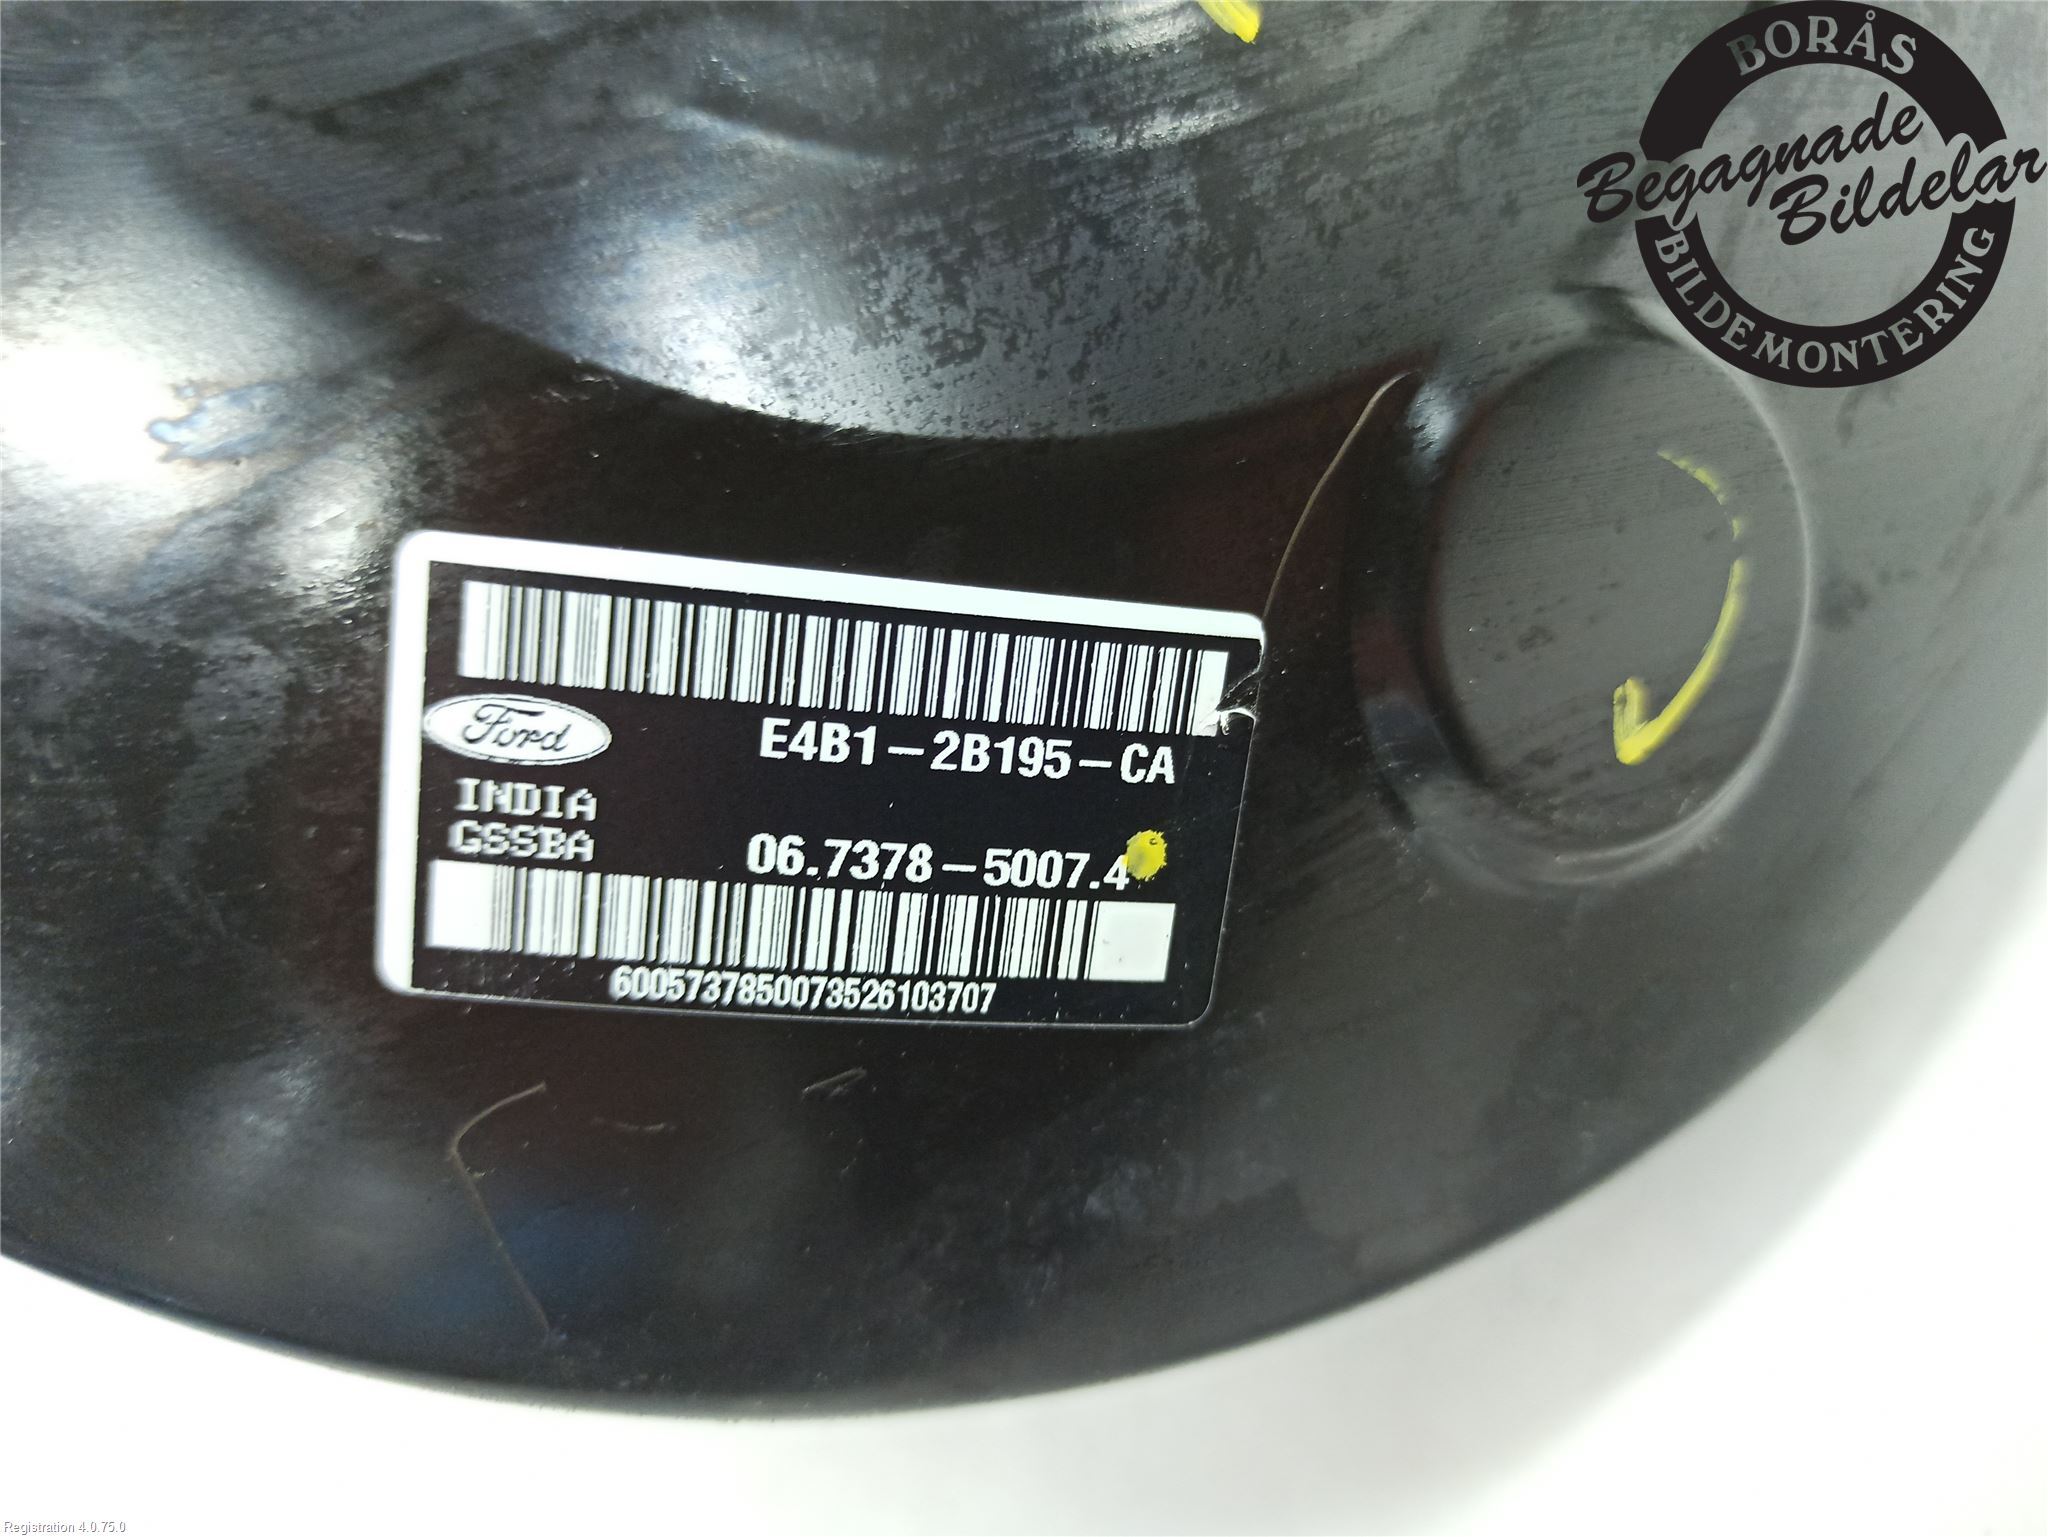 BORÅS
Begagnade
Bildelar
BILDEMONTERING
Ford
E4B1-2B195-CA
INDIA
GSSBA
06.7378-5007.4
6005737850073526103707
Registration 4.0.75.0